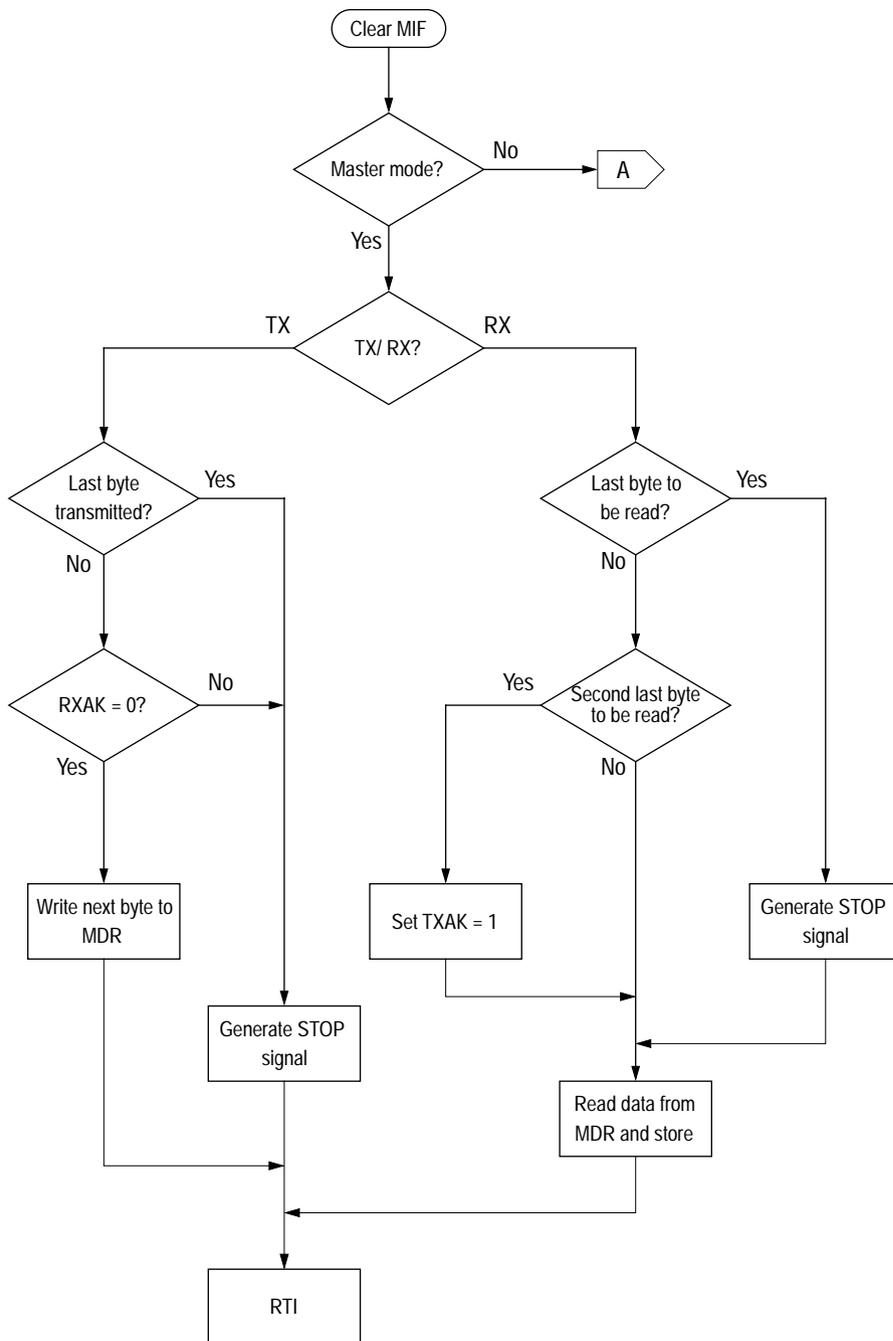 Clear MIF
Master mode?
No
A
Yes
TX
TX/ RX?
RX
Last byte
transmitted?
Yes
No
Last byte to
be read?
Yes
No
RXAK = 0?
No
Yes
Second last byte
to be read?
Yes
No
Write next byte to
MDR
Set TXAK = 1
Generate STOP
signal
Generate STOP
signal
Read data from
MDR and store
RTI